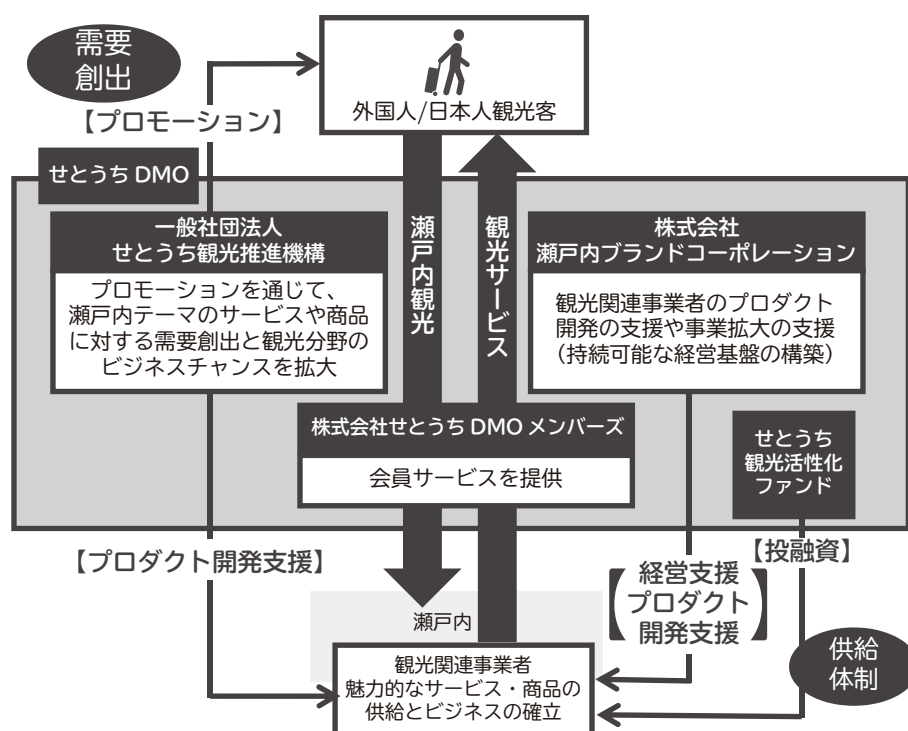 需要
創出
外国人/日本人観光客
【プロモーション】
せとうち DMO
一般社団法人
せとうち観光推進機構
プロモーションを通じて、
瀬戸内テーマのサービスや商品
に対する需要創出と観光分野の
ビジネスチャンスを拡大
瀬戸内観光
観光サービス
株式会社
瀬戸内ブランドコーポレーション
観光関連事業者のプロダクト
開発の支援や事業拡大の支援
（持続可能な経営基盤の構築）
株式会社せとうち DMO メンバーズ
会員サービスを提供
せとうち
観光活性化
ファンド
【プロダクト開発支援】
【投融資】
【経営支援
プロダクト
開発支援】
瀬戸内
観光関連事業者
魅力的なサービス・商品の
供給とビジネスの確立
供給
体制